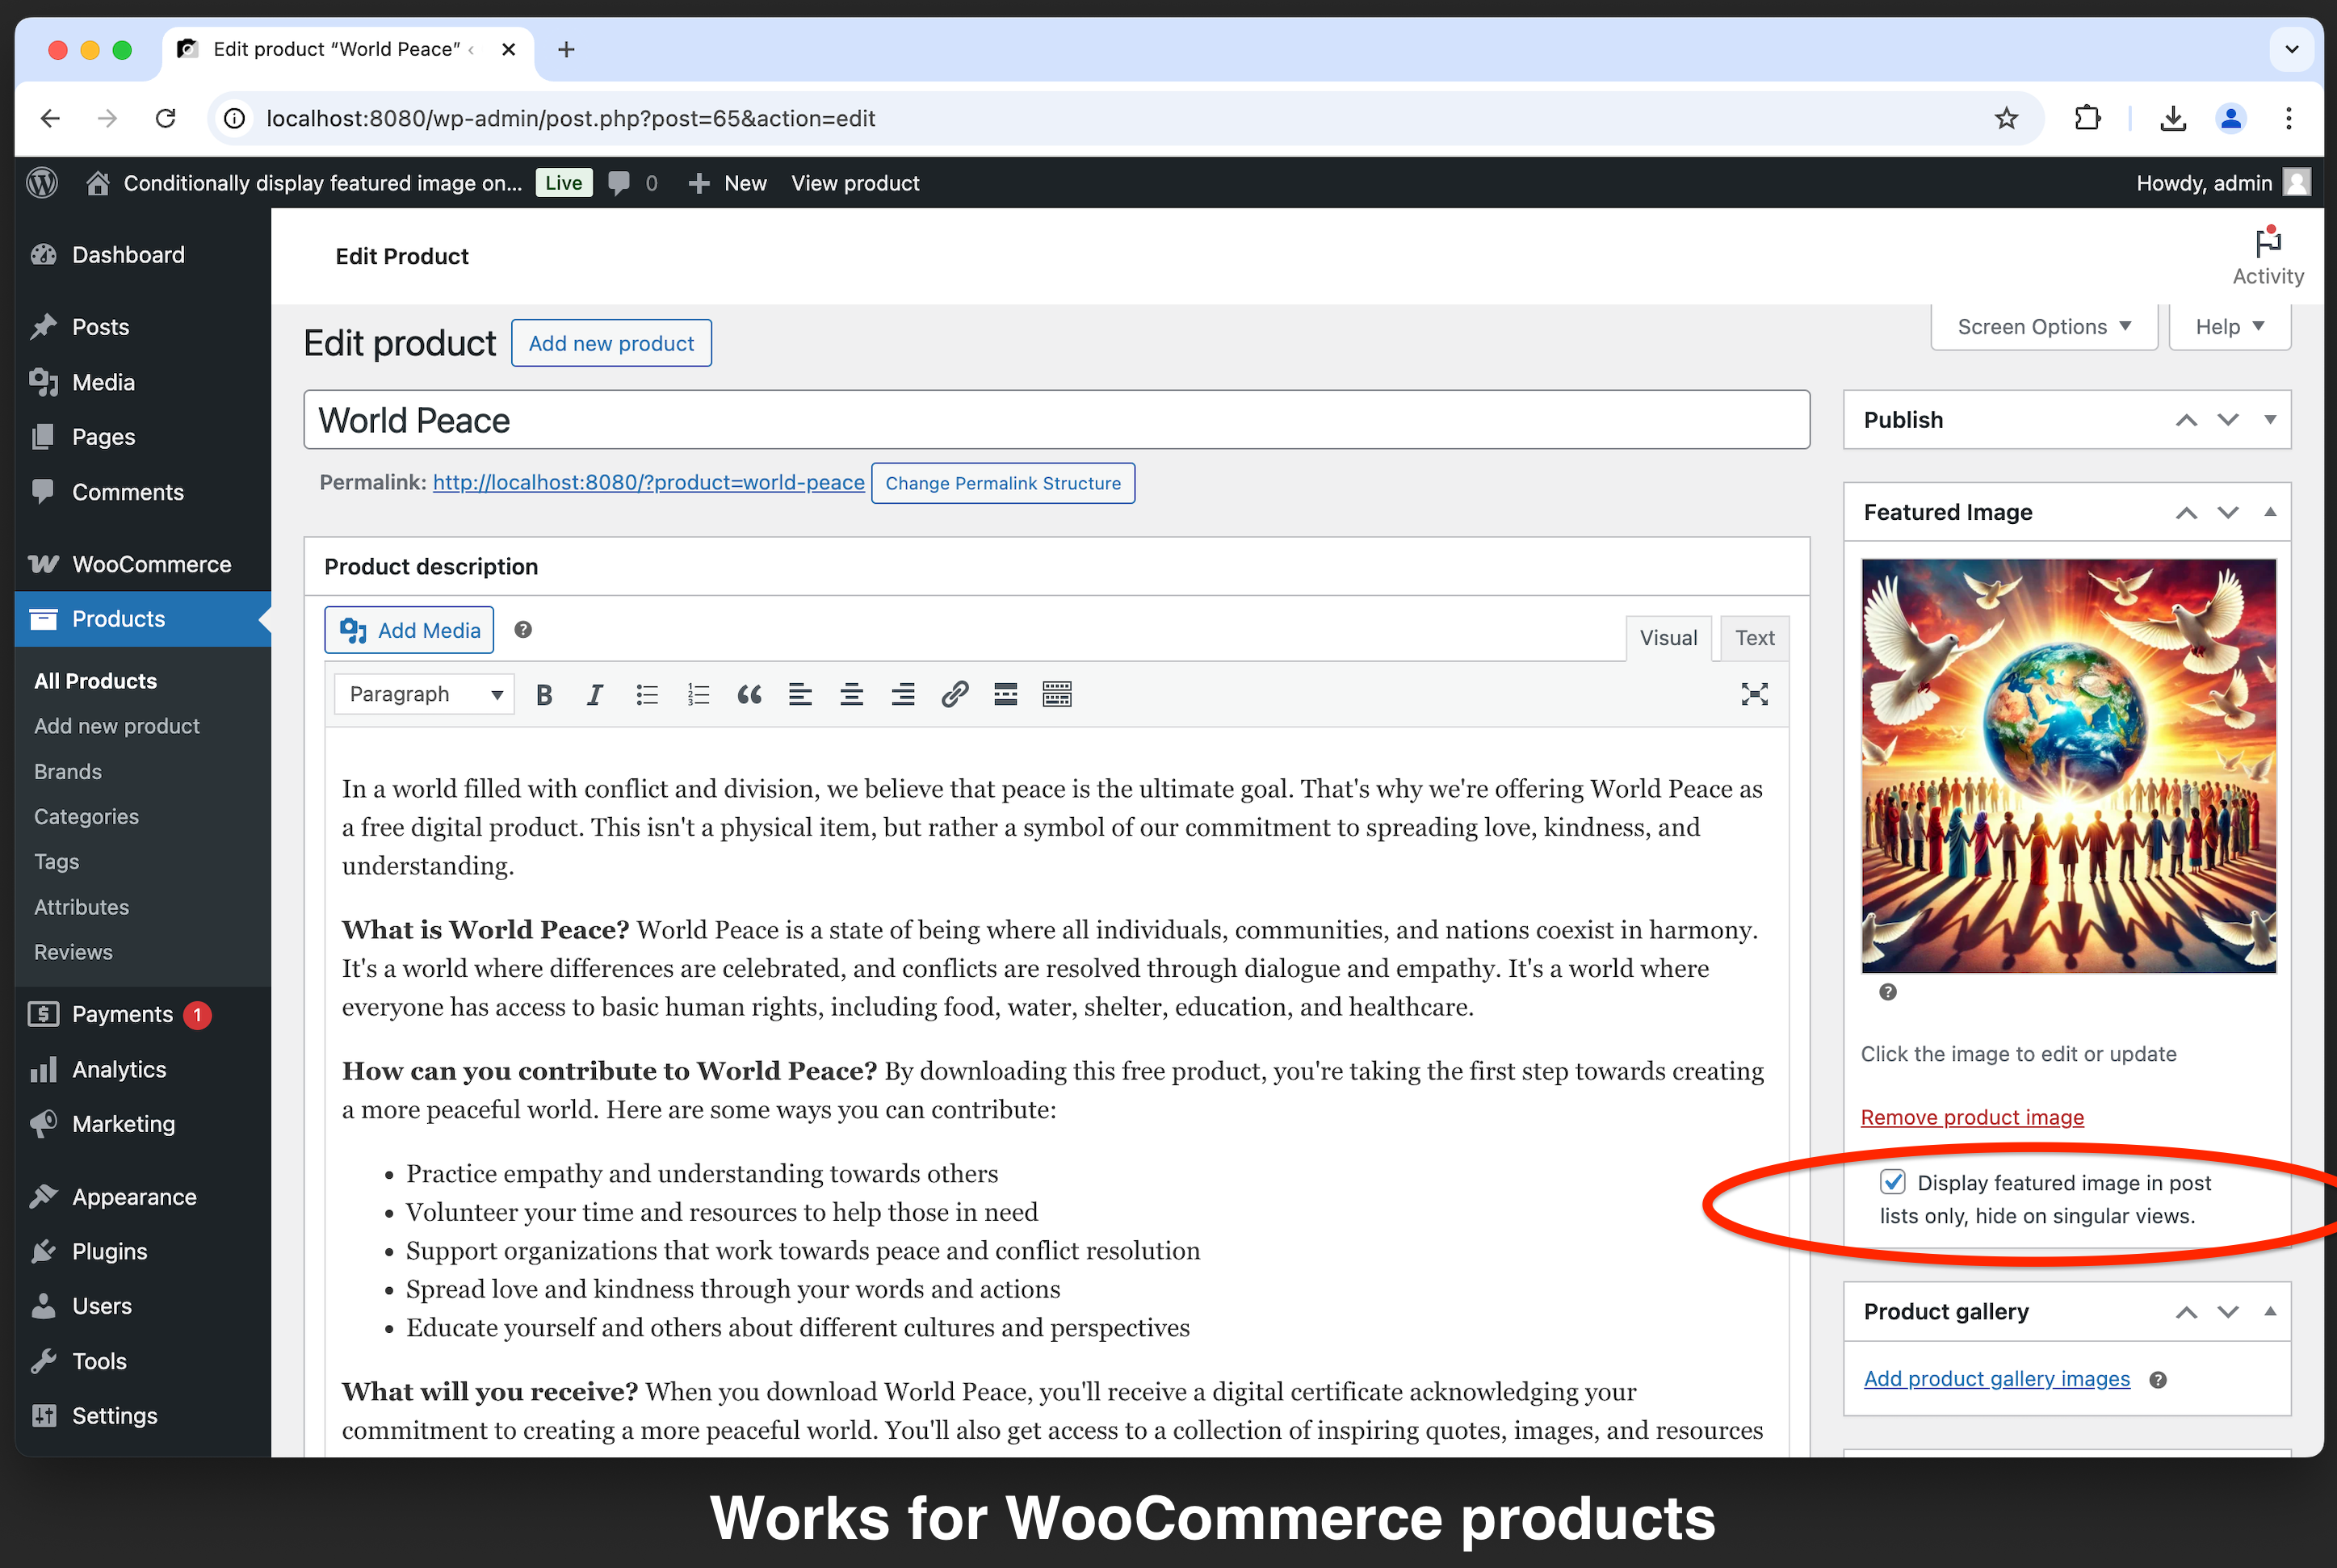 Edit product “World Peace” ‹
localhost:8080/wp-admin/post.php?post=65&action=edit
Conditionally display featured image on... Live 0 New View product Howdy, admin
Dashboard
Posts
Media
Pages
Comments
WooCommerce
Products
All Products
Add new product
Brands
Categories
Tags
Attributes
Reviews
Payments 1
Analytics
Marketing
Appearance
Plugins
Users
Tools
Settings
Edit Product
Activity
Screen Options Help
Edit product Add new product
World Peace
Permalink: http://localhost:8080/?product=world-peace Change Permalink Structure
Product description
Add Media
Visual Text
Paragraph
In a world filled with conflict and division, we believe that peace is the ultimate goal. That's why we're offering World Peace as
a free digital product. This isn't a physical item, but rather a symbol of our commitment to spreading love, kindness, and
understanding.
What is World Peace? World Peace is a state of being where all individuals, communities, and nations coexist in harmony.
It's a world where differences are celebrated, and conflicts are resolved through dialogue and empathy. It's a world where
everyone has access to basic human rights, including food, water, shelter, education, and healthcare.
How can you contribute to World Peace? By downloading this free product, you're taking the first step towards creating
a more peaceful world. Here are some ways you can contribute:
• Practice empathy and understanding towards others
• Volunteer your time and resources to help those in need
• Support organizations that work towards peace and conflict resolution
• Spread love and kindness through your words and actions
• Educate yourself and others about different cultures and perspectives
What will you receive? When you download World Peace, you'll receive a digital certificate acknowledging your
commitment to creating a more peaceful world. You'll also get access to a collection of inspiring quotes, images, and resources
Publish
Featured Image
Click the image to edit or update
Remove product image
Display featured image in post
lists only, hide on singular views.
Product gallery
Add product gallery images
Works for WooCommerce products